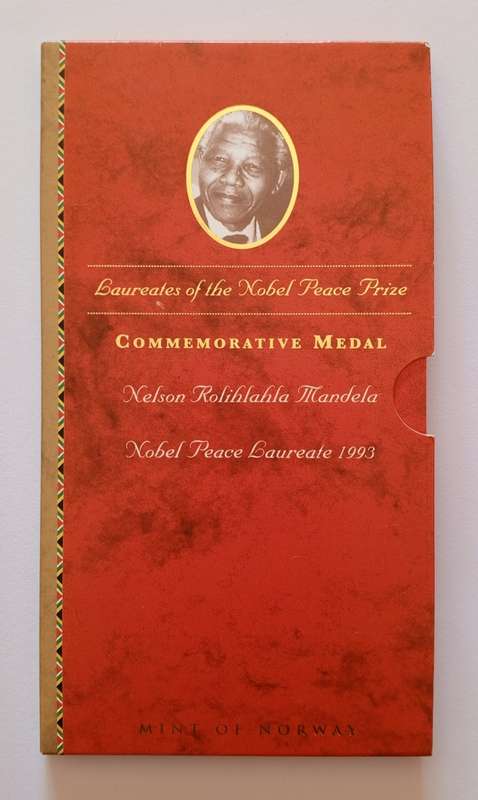 Laureates of the Nobel Peace Prize
COMMEMORATIVE MEDAL
Nelson Rolihlahla Mandela
Nobel Peace Laureate 1993
MINT OF NORWAY